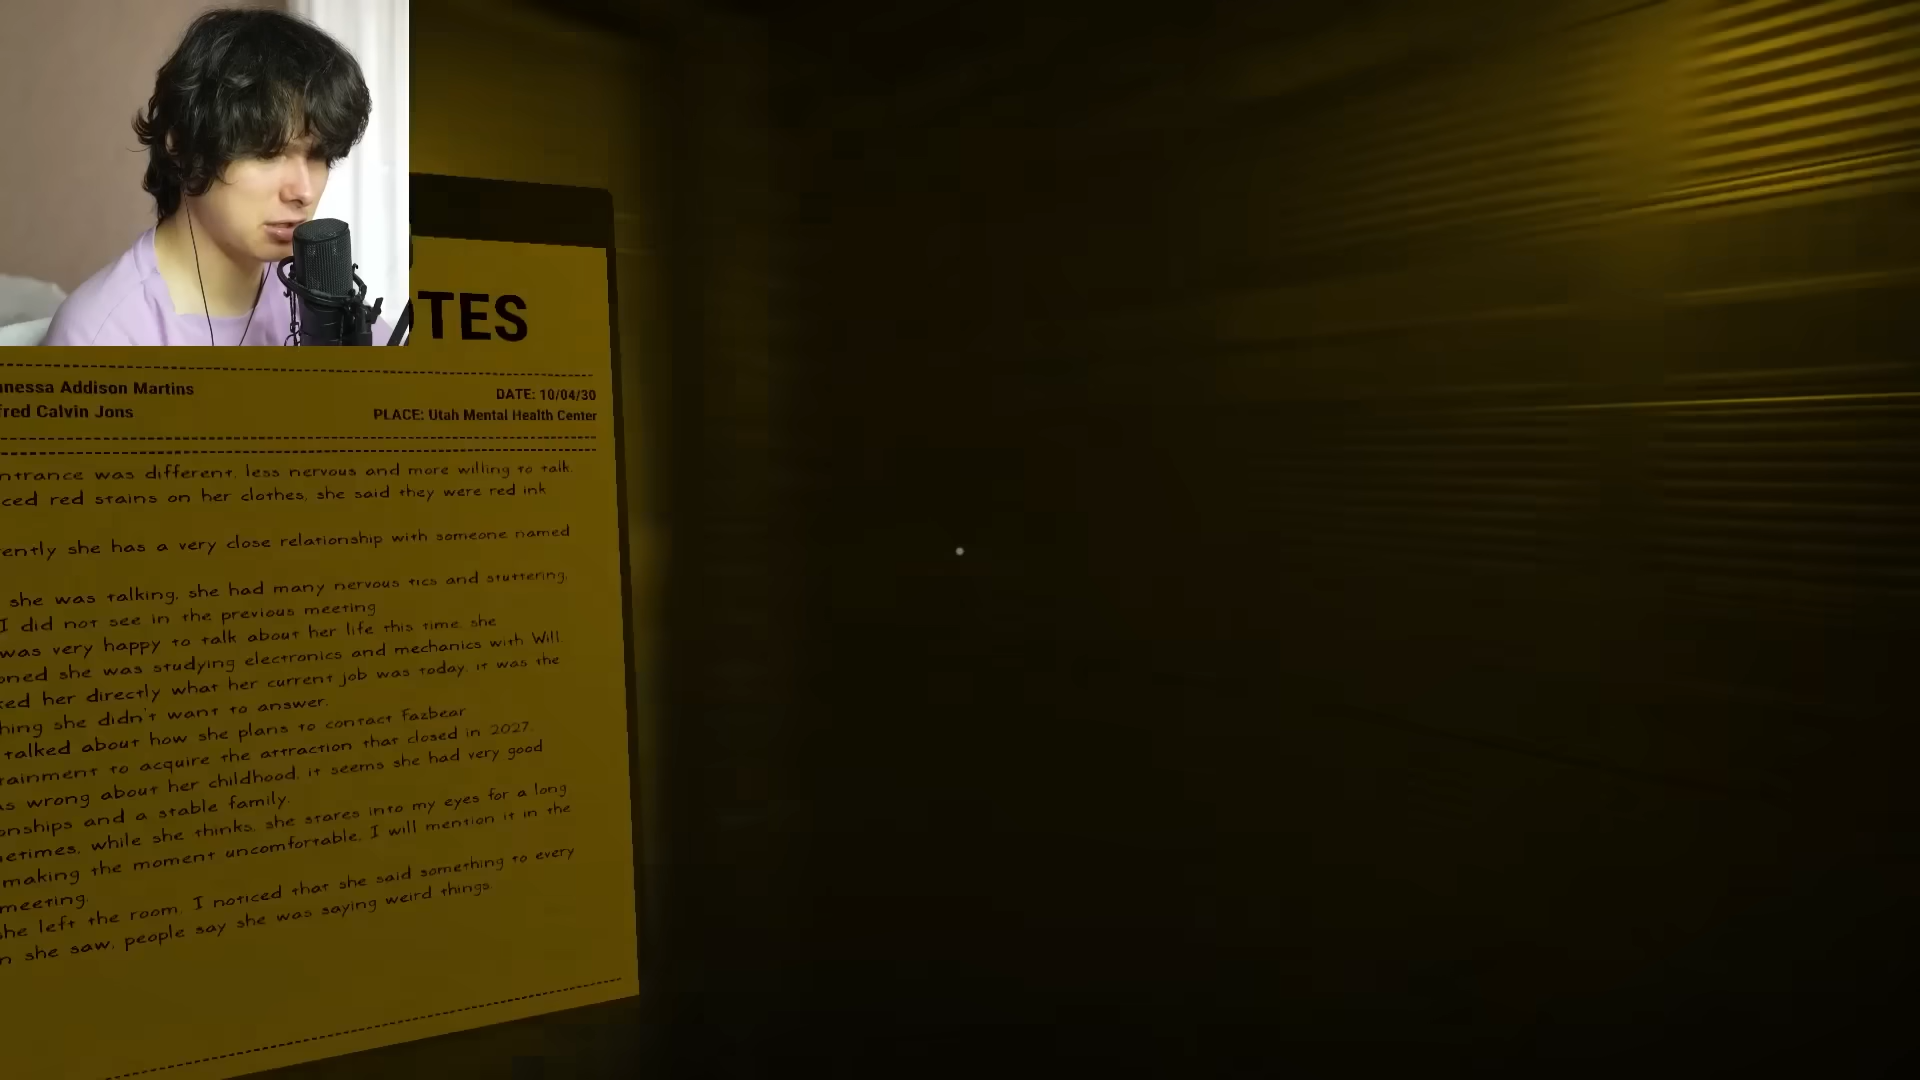 OTES
nnessa Addison Martins
DATE: 10/04/30
fred Calvin Jons
PLACE: Utah Mental Health Center
ntrance was different, less nervous and more willing to talk.
ced red stains on her clothes, she said they were red ink
rently she has a very close relationship with someone named
she was talking, she had many nervous tics and stuttering,
I did not see in the previous meeting
was very happy to talk about her life this time, she
oned she was studying electronics and mechanics with Will
ked her directly what her current job was today, it was the
hing she didn't want to answer.
talked about how she plans to contact Fazbear
rtainment to acquire the attraction that closed in 2027.
as wrong about her childhood, it seems she had very good
onships and a stable family.
metimes, while she thinks, she stares into my eyes for a long
making the moment uncomfortable, I will mention it in the
meeting.
he left the room, I noticed that she said something to every
n she saw, people say she was saying weird things.